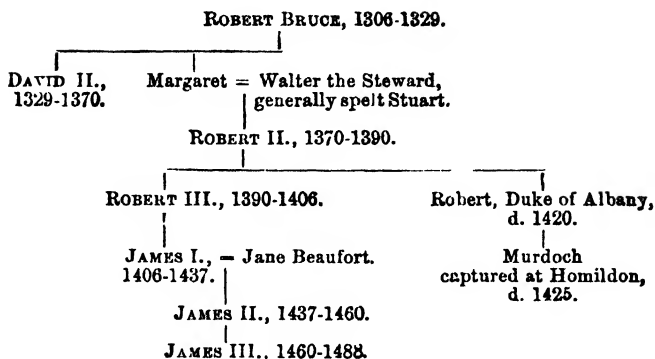 ROBERT BRUCE, 1306-1329.
DAVID II., Margaret = Walter the Steward,
1329-1370. generally spelt Stuart.
ROBERT II., 1370-1390.
ROBERT III., 1390-1406. Robert, Duke of Albany,
d. 1420.
JAMES I., = Jane Beaufort. Murdoch
1406-1437. captured at Homildon,
d. 1425.
JAMES II., 1437-1460.
JAMES III., 1460-1488.